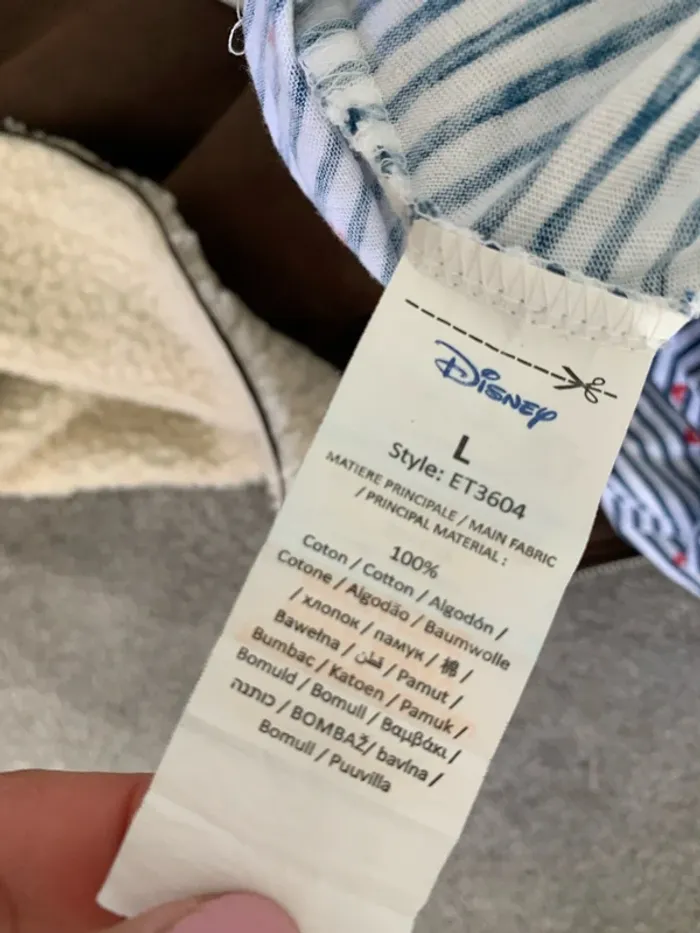 Disney
L
Style: ET3604
MATIERE PRINCIPALE / MAIN FABRIC
/ PRINCIPAL MATERIAL :
100%
Coton / Cotton / Algodón /
Cotone / Algodão / Baumwolle
/ хлопок / памук / 棉 /
Bawełna / قطن / Pamut /
Bumbac / Katoen / Pamuk /
Bomuld / Bomull / Βαμβάκι /
כותנה / BOMBAŽ/ bavlna /
Bomull / Puuvilla